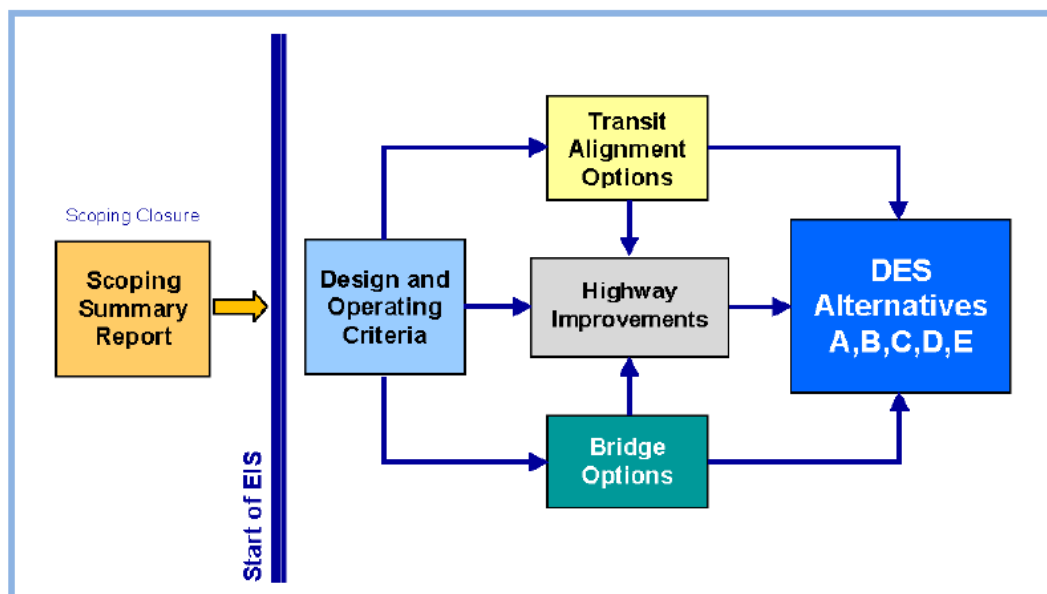 Scoping Closure
Scoping
Summary
Report
Start of EIS
Design and
Operating
Criteria
Transit
Alignment
Options
Highway
Improvements
Bridge
Options
DES
Alternatives
A,B,C,D,E